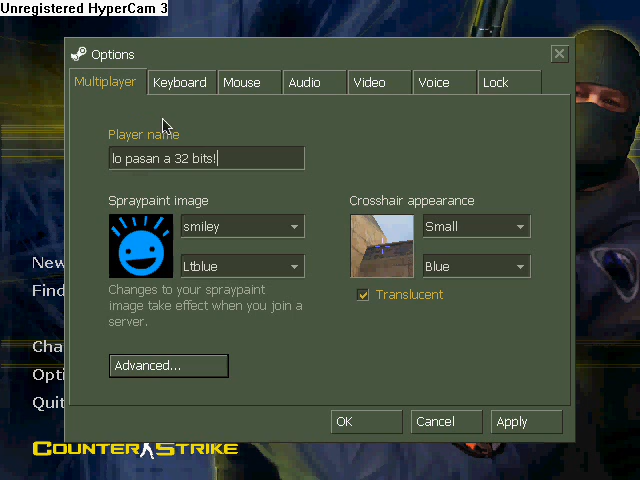 Unregistered HyperCam 3
Options
Multiplayer Keyboard Mouse Audio Video Voice Lock
Player name
lo pasan a 32 bits!
Spraypaint image
Crosshair appearance
smiley
Small
Ltblue
Blue
Changes to your spraypaint
image take effect when you join a
server.
Translucent
Advanced...
OK Cancel Apply
New
Find
Cha
Opti
Quit
COUNTER STRIKE